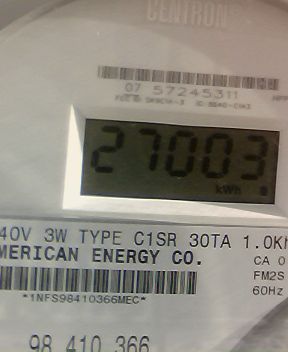 CENTRON®
07 57245311
27003
kWh
40V 3W TYPE C1SR 30TA 1.0Kh
MERICAN ENERGY CO. CA 0
FM2S
*1NFS98410366MEC* 60Hz
98 410 366